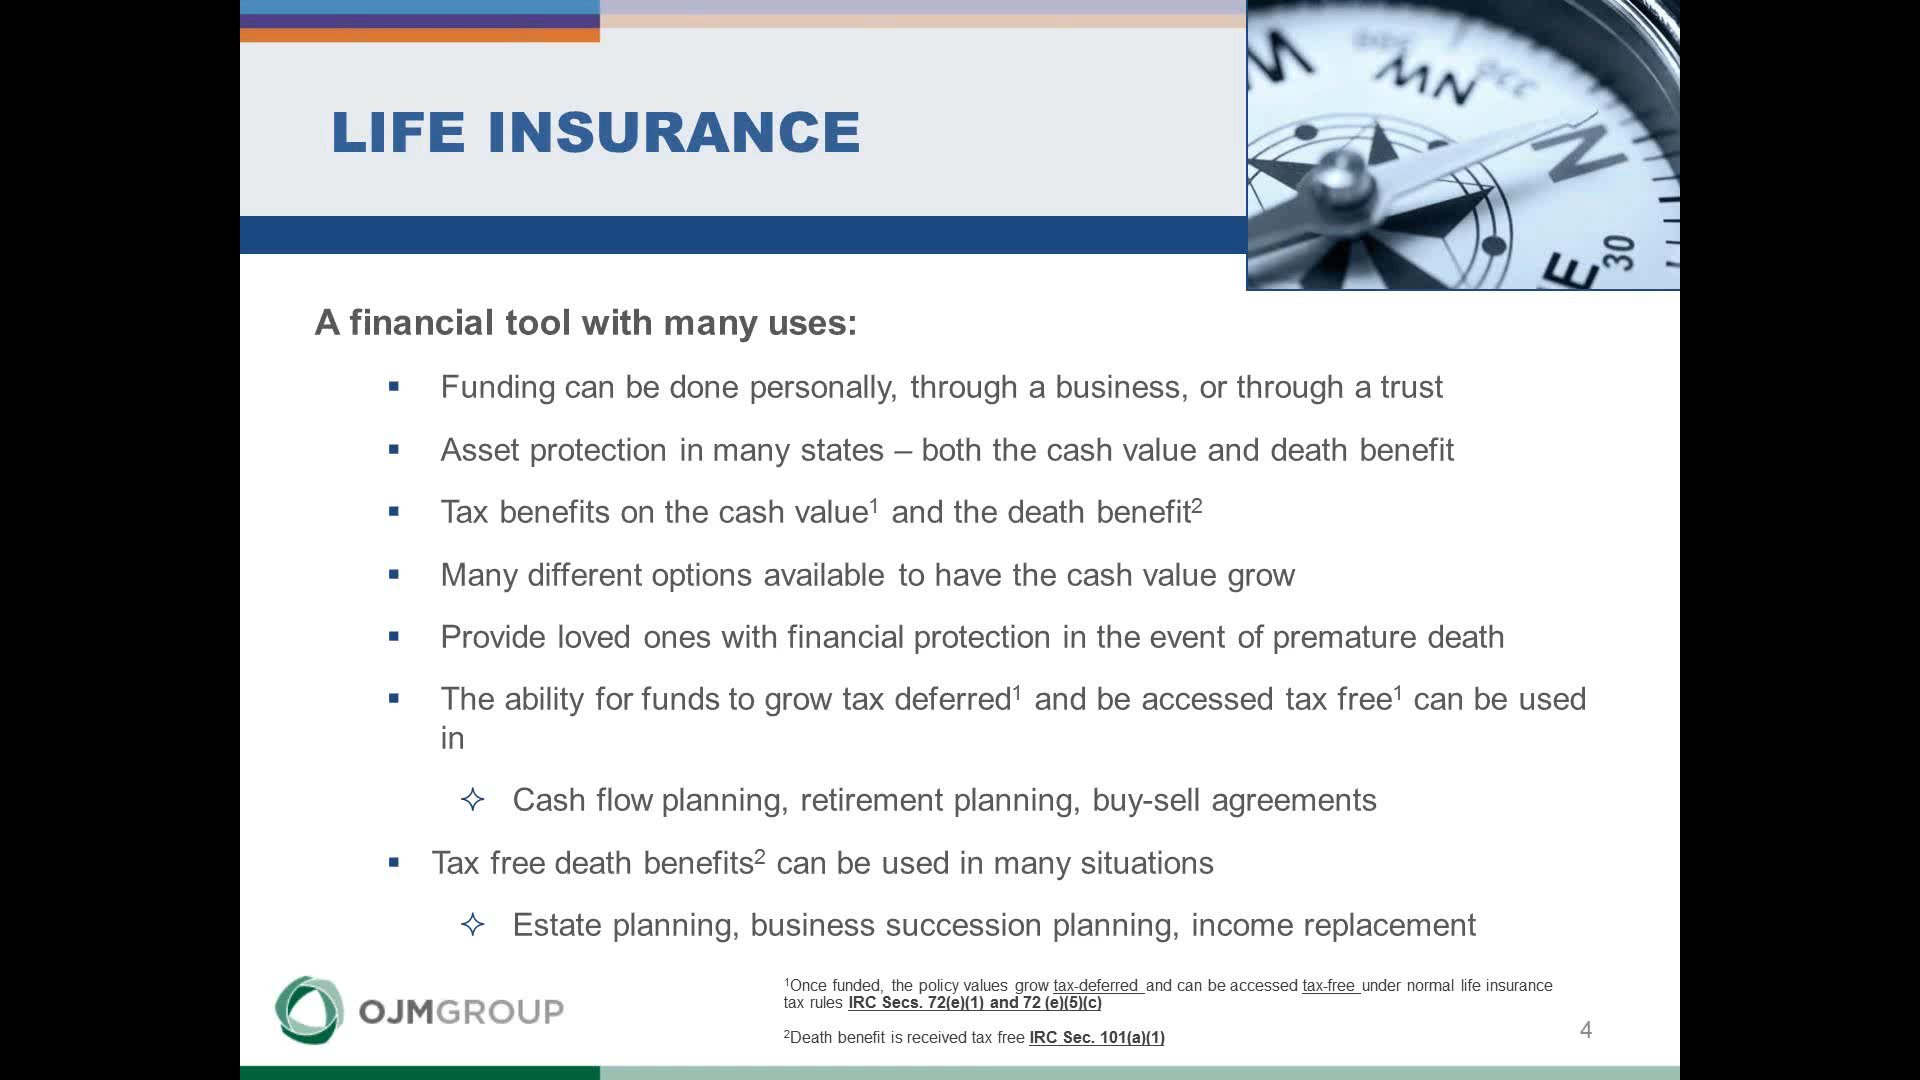 LIFE INSURANCE
W
NW
N
NE
30
A financial tool with many uses:
▪ Funding can be done personally, through a business, or through a trust
▪ Asset protection in many states – both the cash value and death benefit
▪ Tax benefits on the cash value¹ and the death benefit²
▪ Many different options available to have the cash value grow
▪ Provide loved ones with financial protection in the event of premature death
▪ The ability for funds to grow tax deferred¹ and be accessed tax free¹ can be used
in
✧ Cash flow planning, retirement planning, buy-sell agreements
▪ Tax free death benefits² can be used in many situations
✧ Estate planning, business succession planning, income replacement
OJMGROUP
¹Once funded, the policy values grow tax-deferred and can be accessed tax-free under normal life insurance
tax rules IRC Secs. 72(e)(1) and 72 (e)(5)(c)
²Death benefit is received tax free IRC Sec. 101(a)(1)
4